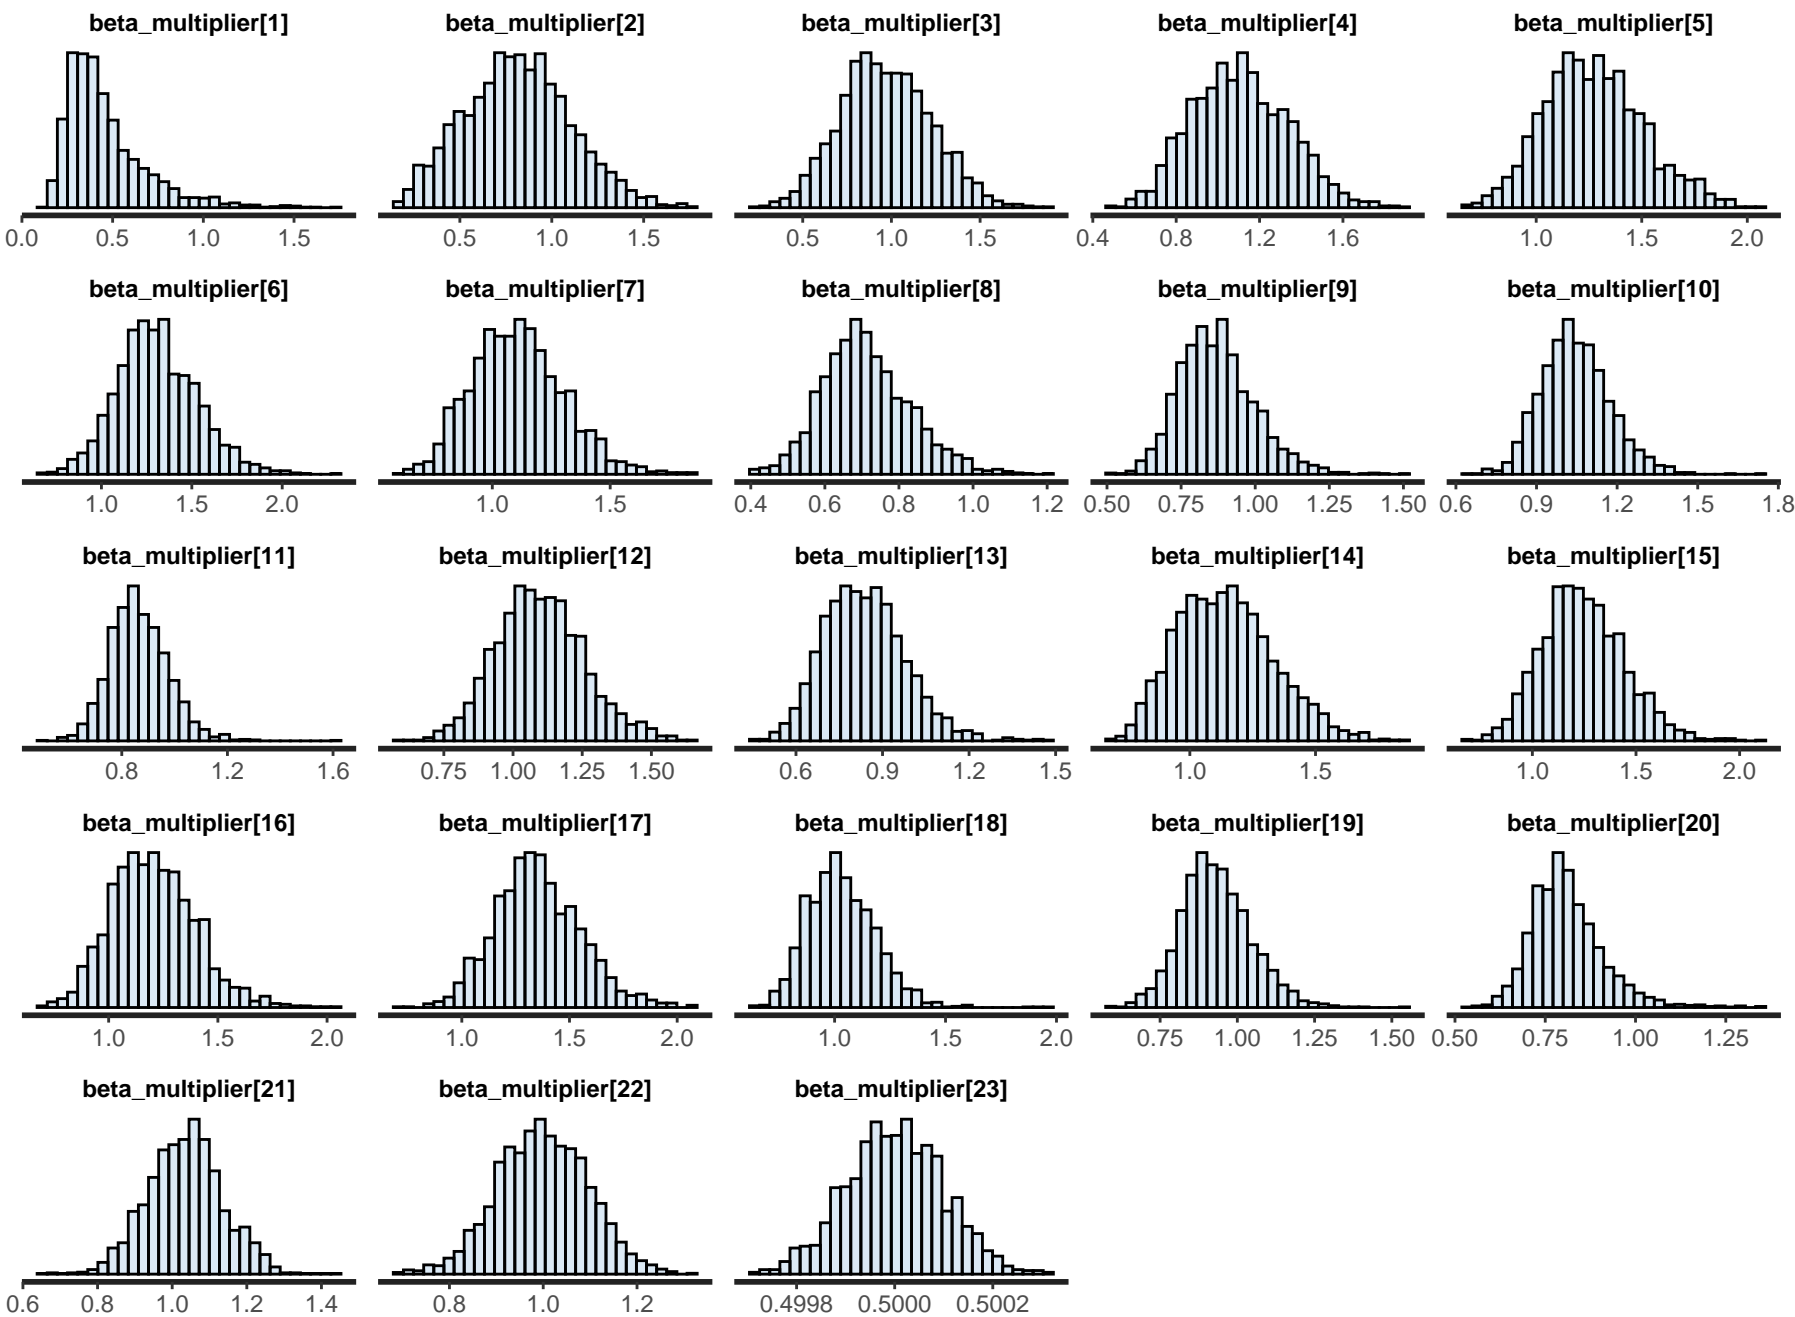 beta_multiplier[1] beta_multiplier[2] beta_multiplier[3] beta_multiplier[4] beta_multiplier[5]
0.0 0.5 1.0 1.5 0.5 1.0 1.5 0.5 1.0 1.5 0.4 0.8 1.2 1.6 1.0 1.5 2.0
beta_multiplier[6] beta_multiplier[7] beta_multiplier[8] beta_multiplier[9] beta_multiplier[10]
1.0 1.5 2.0 1.0 1.5 0.4 0.6 0.8 1.0 1.2 0.50 0.75 1.00 1.25 1.50 0.6 0.9 1.2 1.5 1.8
beta_multiplier[11] beta_multiplier[12] beta_multiplier[13] beta_multiplier[14] beta_multiplier[15]
0.8 1.2 1.6 0.75 1.00 1.25 1.50 0.6 0.9 1.2 1.5 1.0 1.5 1.0 1.5 2.0
beta_multiplier[16] beta_multiplier[17] beta_multiplier[18] beta_multiplier[19] beta_multiplier[20]
1.0 1.5 2.0 1.0 1.5 2.0 1.0 1.5 2.0 0.75 1.00 1.25 1.50 0.50 0.75 1.00 1.25
beta_multiplier[21] beta_multiplier[22] beta_multiplier[23]
0.6 0.8 1.0 1.2 1.4 0.8 1.0 1.2 0.4998 0.5000 0.5002